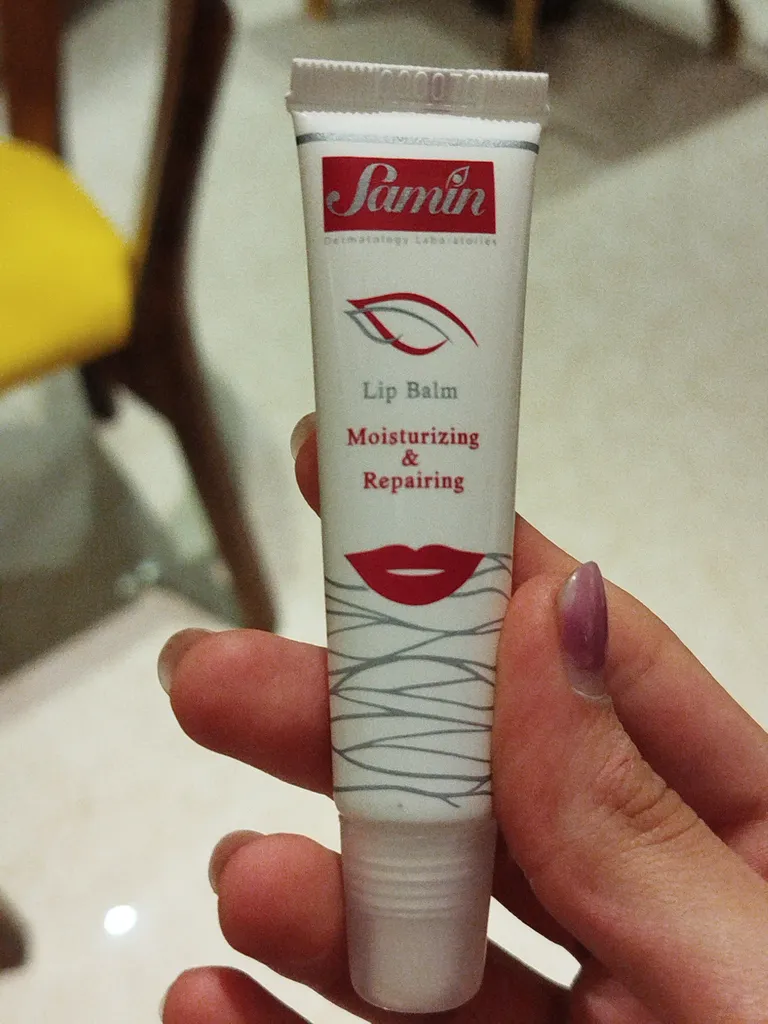 Samin
Dermatology Laboratories
Lip Balm
Moisturizing
&
Repairing